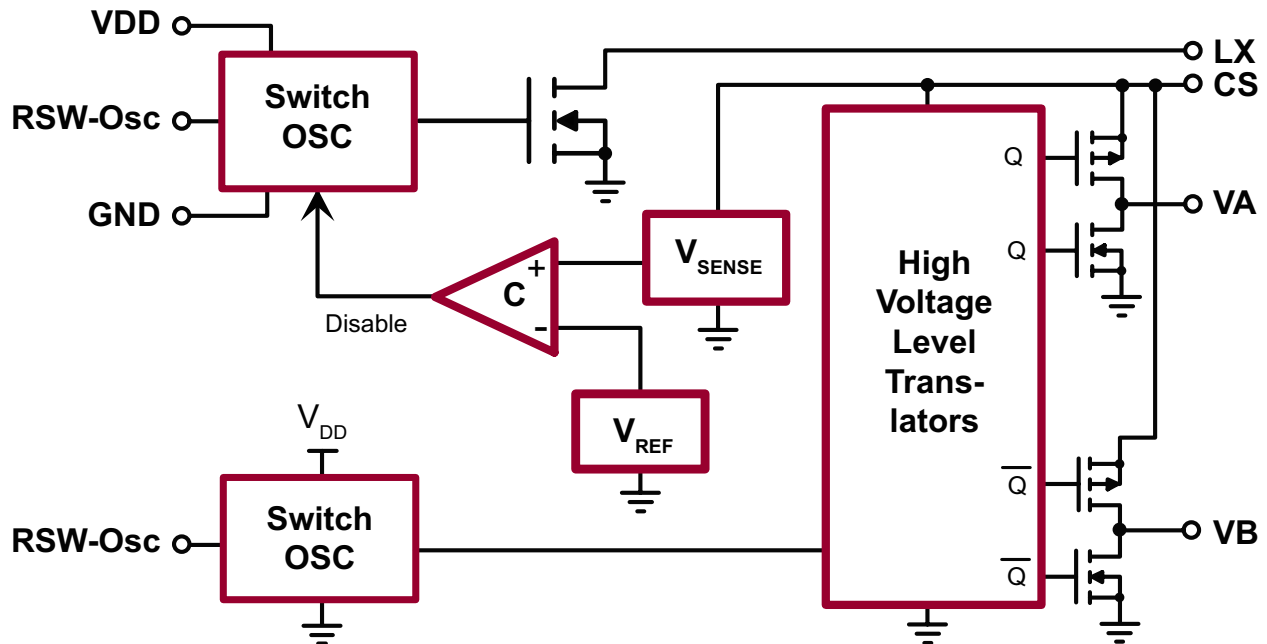 VDD
RSW-Osc
GND
Switch
OSC
LX
CS
VSENSE
C
+
-
Disable
VREF
High
Voltage
Level
Trans-
lators
Q
Q
VA
Q̅
Q̅
VB
VDD
RSW-Osc
Switch
OSC